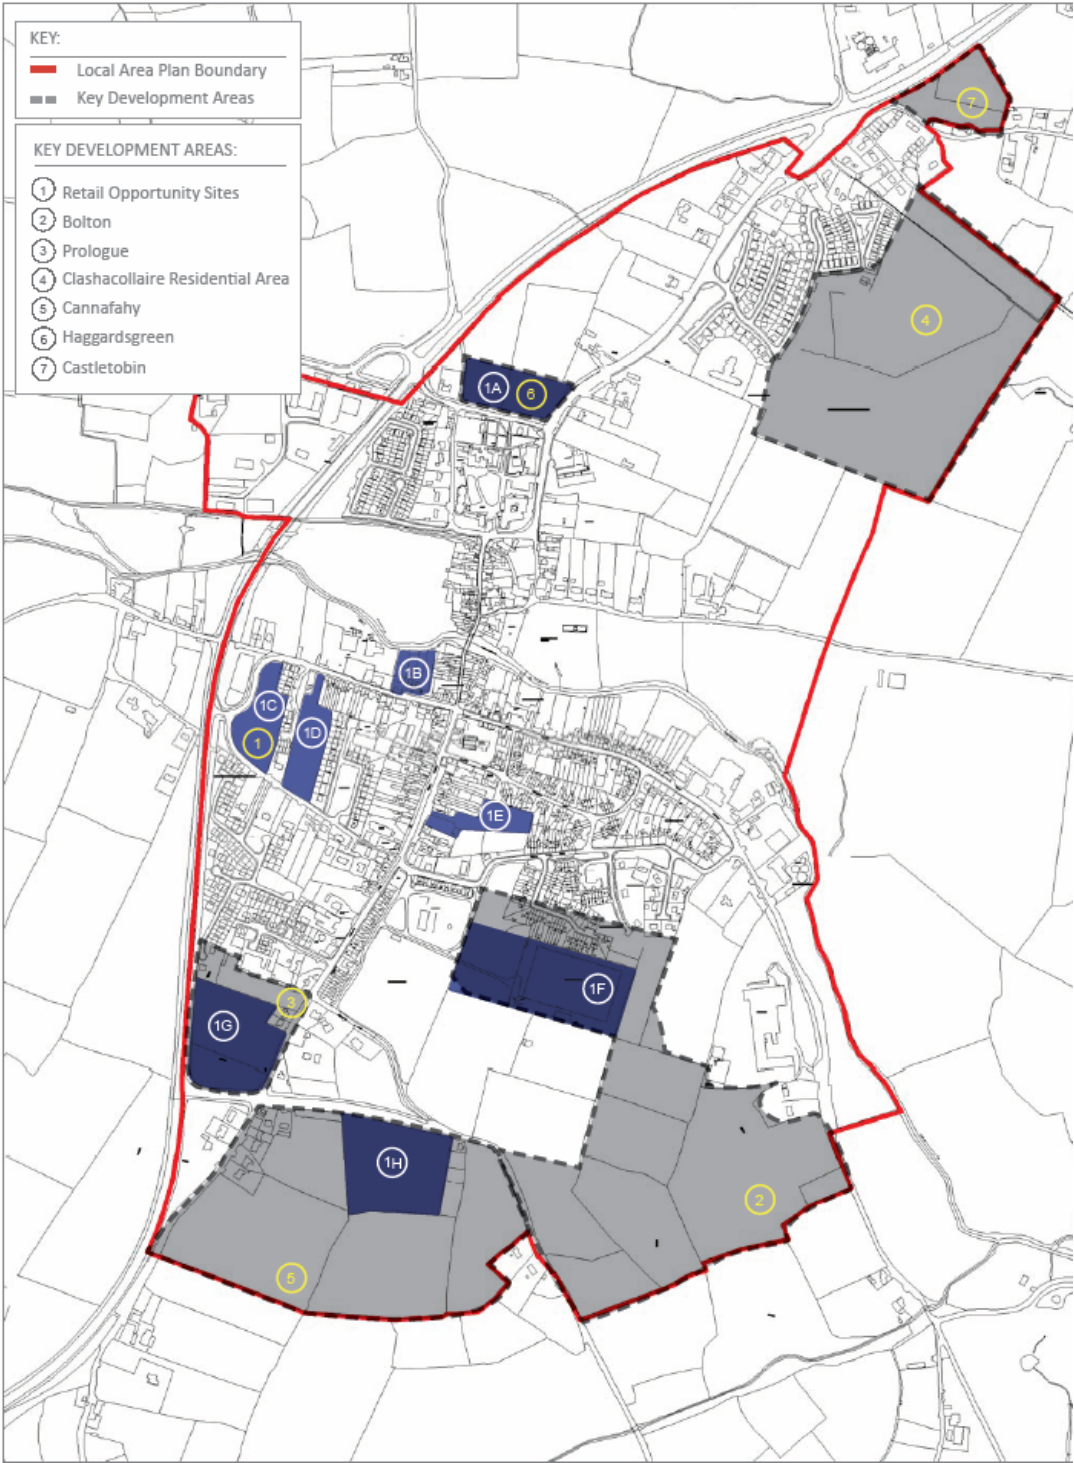 KEY:
Local Area Plan Boundary
Key Development Areas
KEY DEVELOPMENT AREAS:
1 Retail Opportunity Sites
2 Bolton
3 Prologue
4 Clashacollaire Residential Area
5 Cannafahy
6 Haggardsgreen
7 Castletobin
7
4
1A 6
1B
1C
1D
1
1E
1F
3
1G
1H
2
5